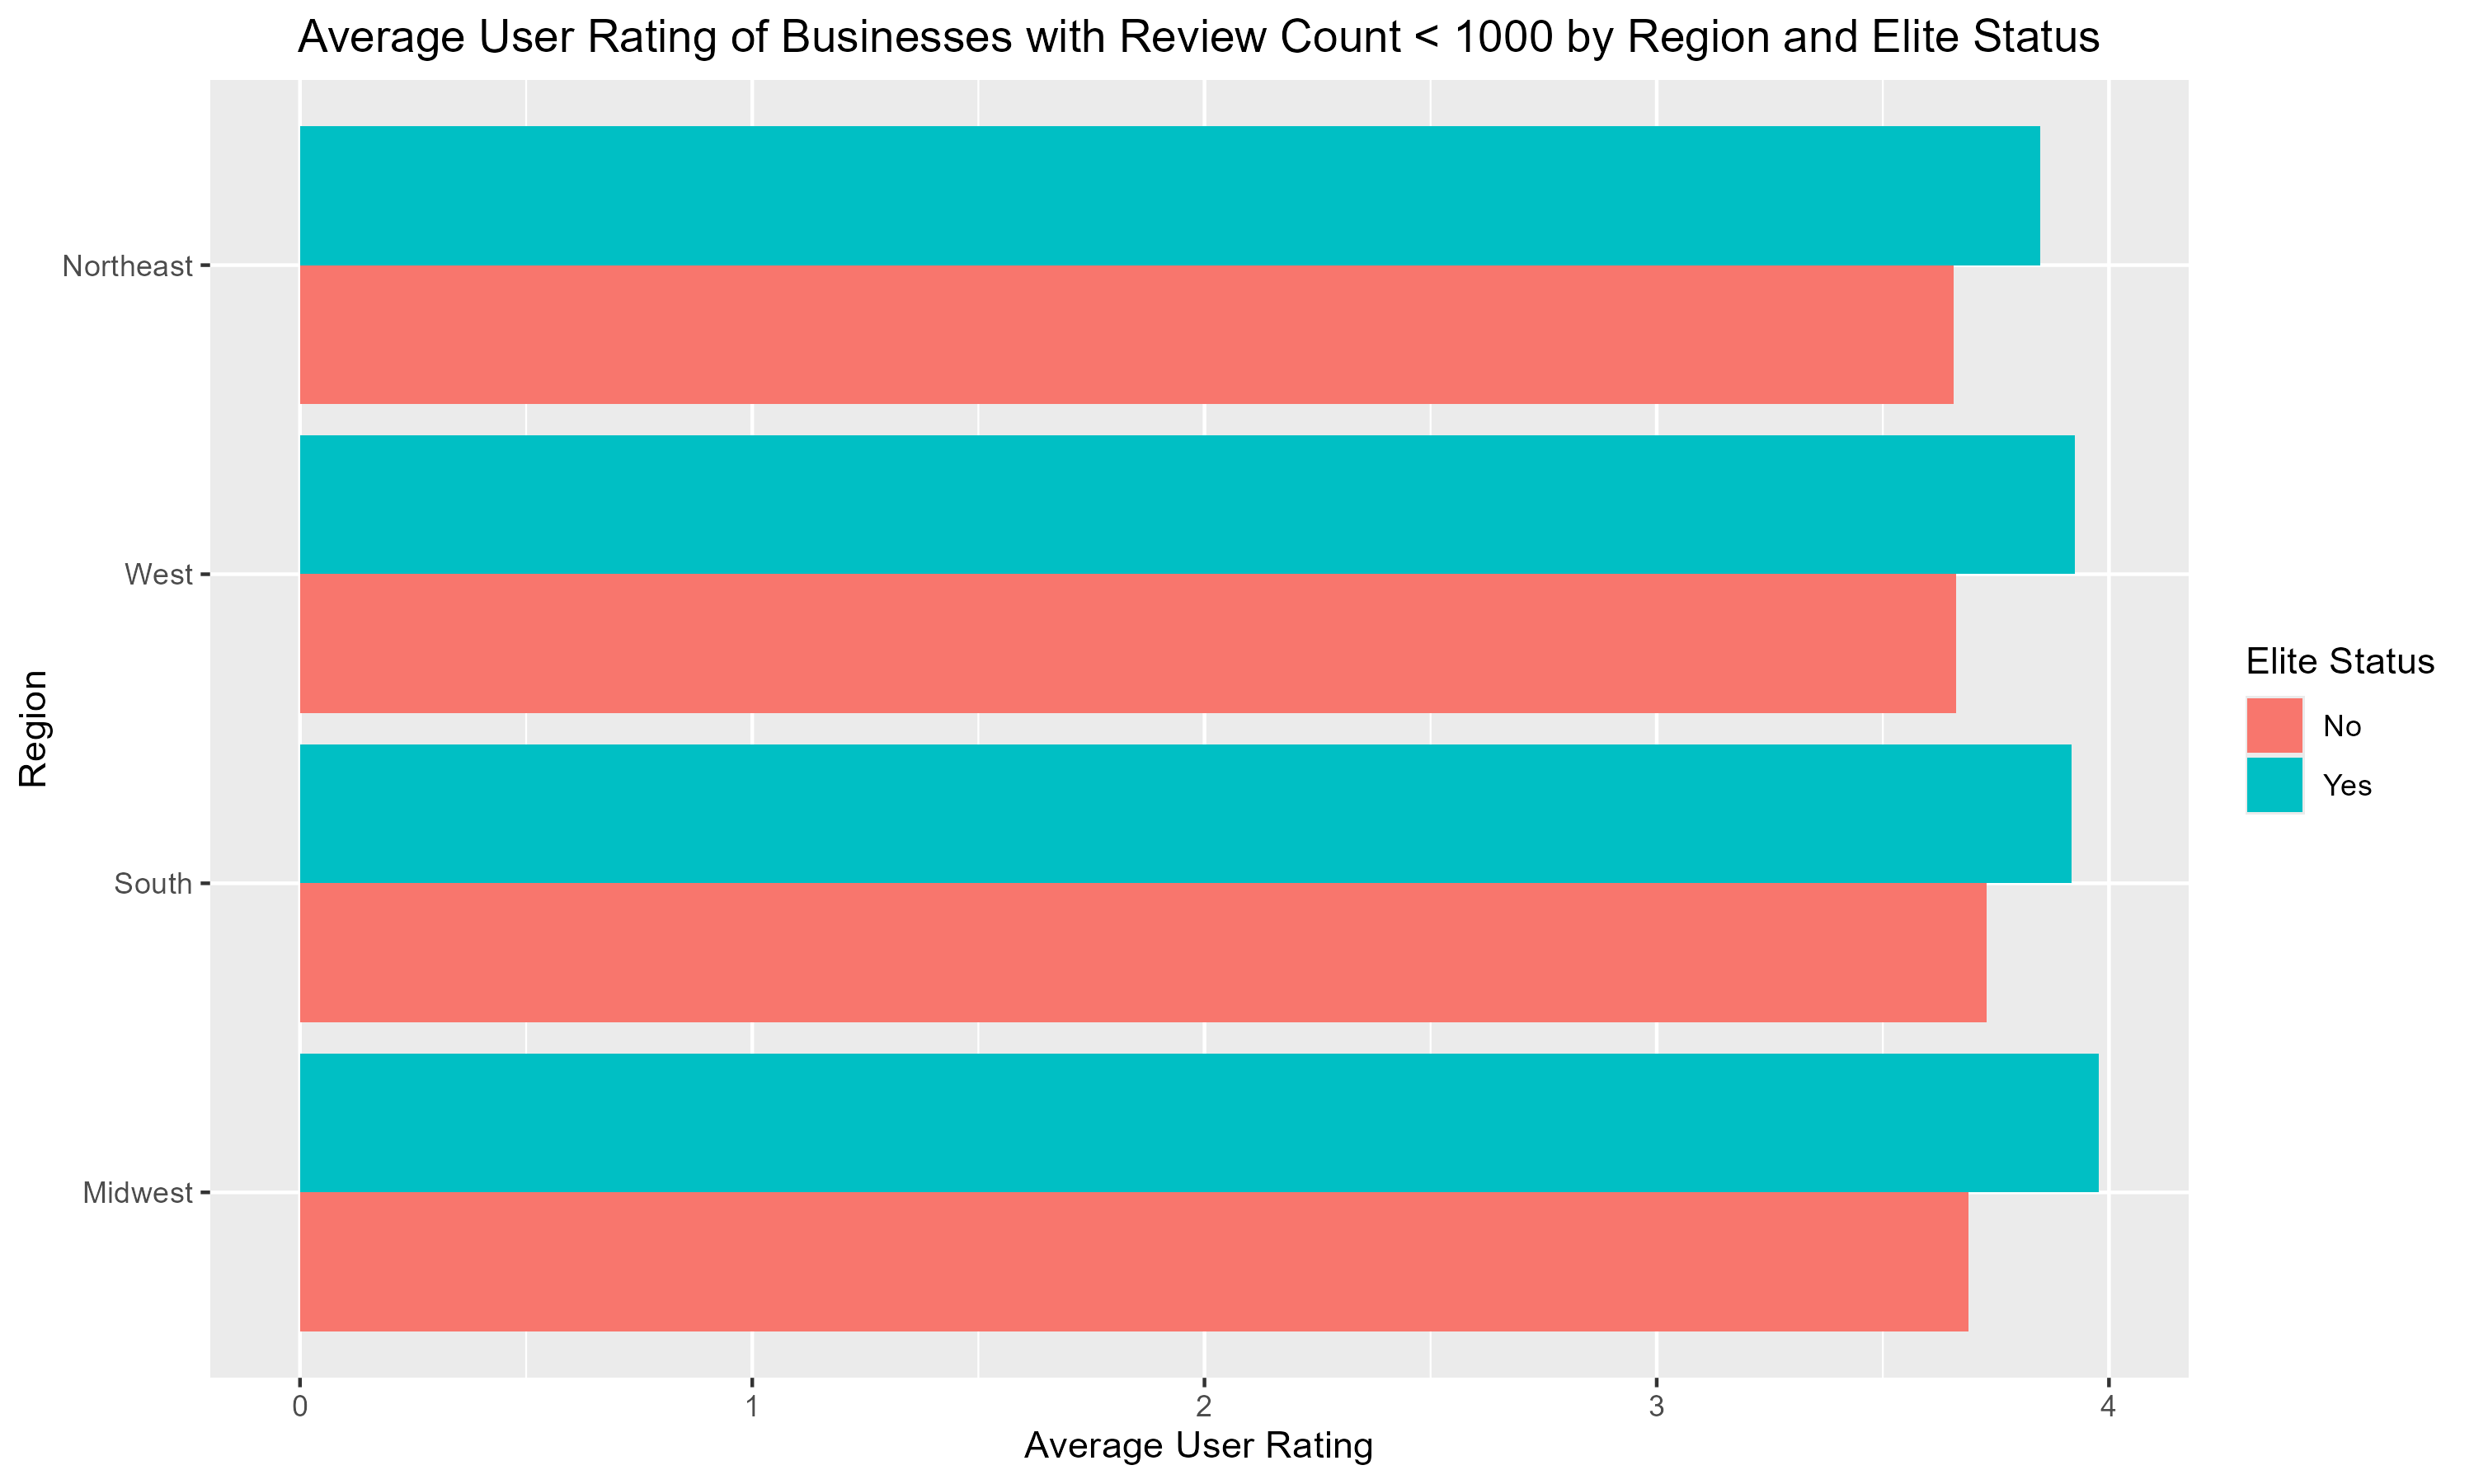 Average User Rating of Businesses with Review Count < 1000 by Region and Elite Status
Region
Northeast
West
South
Midwest
0 1 2 3 4
Average User Rating
Elite Status
No
Yes